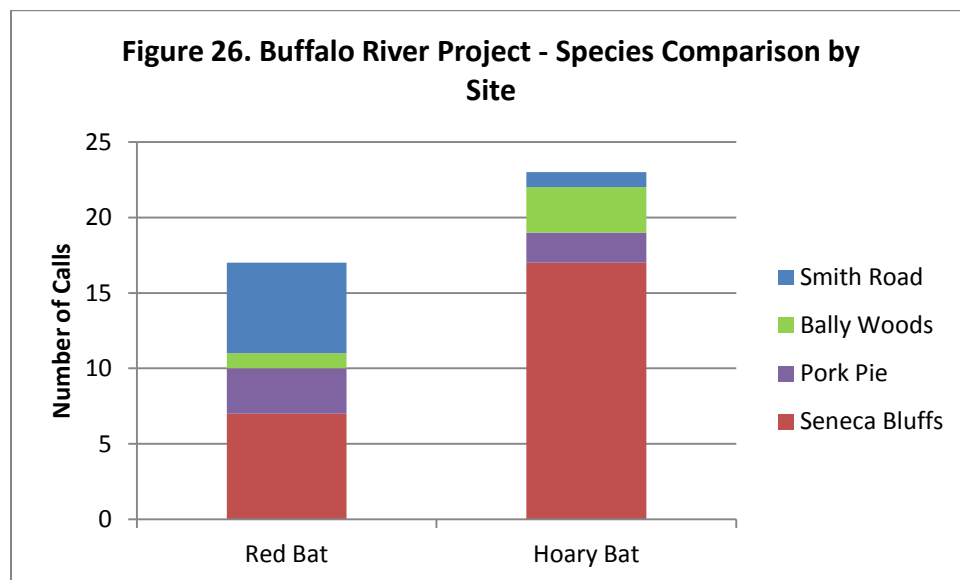 Figure 26. Buffalo River Project - Species Comparison by
Site
25
20
15
10
5
0
Number of Calls
Red Bat
Hoary Bat
Smith Road
Bally Woods
Pork Pie
Seneca Bluffs